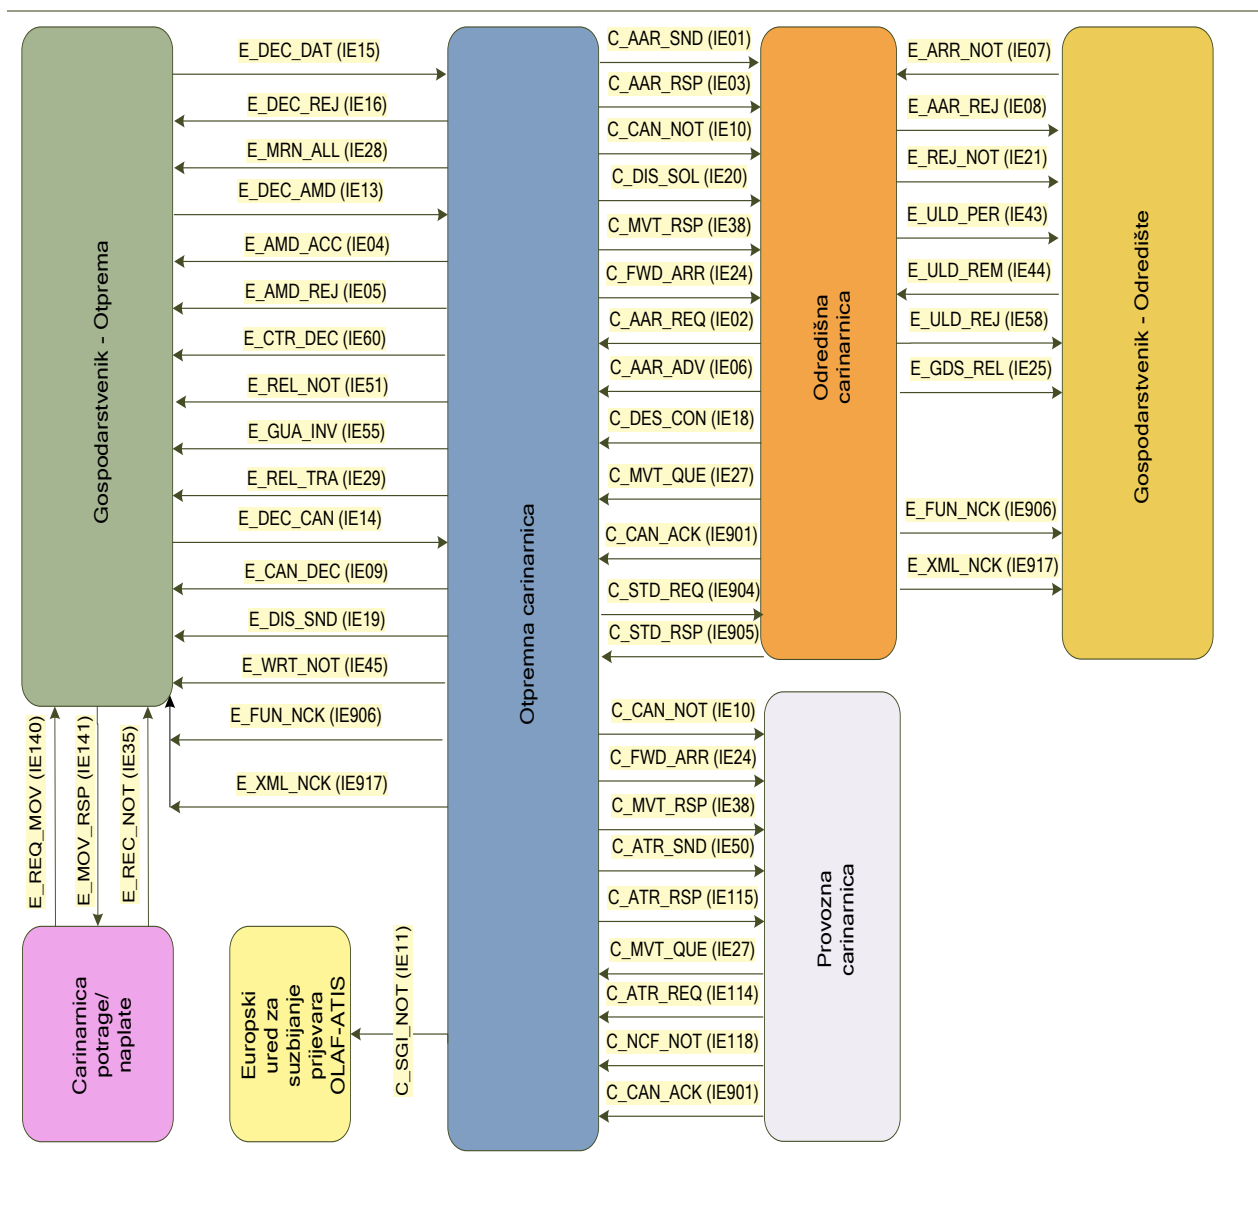 Gospodarstvenik - Otprema
E_DEC_DAT (IE15)
E_DEC_REJ (IE16)
E_MRN_ALL (IE28)
E_DEC_AMD (IE13)
E_AMD_ACC (IE04)
E_AMD_REJ (IE05)
E_CTR_DEC (IE60)
E_REL_NOT (IE51)
E_GUA_INV (IE55)
E_REL_TRA (IE29)
E_DEC_CAN (IE14)
E_CAN_DEC (IE09)
E_DIS_SND (IE19)
E_WRT_NOT (IE45)
E_FUN_NCK (IE906)
E_XML_NCK (IE917)
Otpremna carinarnica
C_AAR_SND (IE01)
C_AAR_RSP (IE03)
C_CAN_NOT (IE10)
C_DIS_SOL (IE20)
C_MVT_RSP (IE38)
C_FWD_ARR (IE24)
C_AAR_REQ (IE02)
C_AAR_ADV (IE06)
C_DES_CON (IE18)
C_MVT_QUE (IE27)
C_CAN_ACK (IE901)
C_STD_REQ (IE904)
C_STD_RSP (IE905)
Odredišna
carinarnica
E_ARR_NOT (IE07)
E_AAR_REJ (IE08)
E_REJ_NOT (IE21)
E_ULD_PER (IE43)
E_ULD_REM (IE44)
E_ULD_REJ (IE58)
E_GDS_REL (IE25)
E_FUN_NCK (IE906)
E_XML_NCK (IE917)
Gospodarstvenik - Odredište
C_CAN_NOT (IE10)
C_FWD_ARR (IE24)
C_MVT_RSP (IE38)
C_ATR_SND (IE50)
C_ATR_RSP (IE115)
C_MVT_QUE (IE27)
C_ATR_REQ (IE114)
C_NCF_NOT (IE118)
C_CAN_ACK (IE901)
Provozna
carinarnica
E_REQ_MOV (IE140)
E_MOV_RSP (IE141)
E_REC_NOT (IE35)
Carinarnica
potrage/
naplate
Europski
ured za
suzbijanje
prijevara
OLAF-ATIS
C_SGI_NOT (IE11)